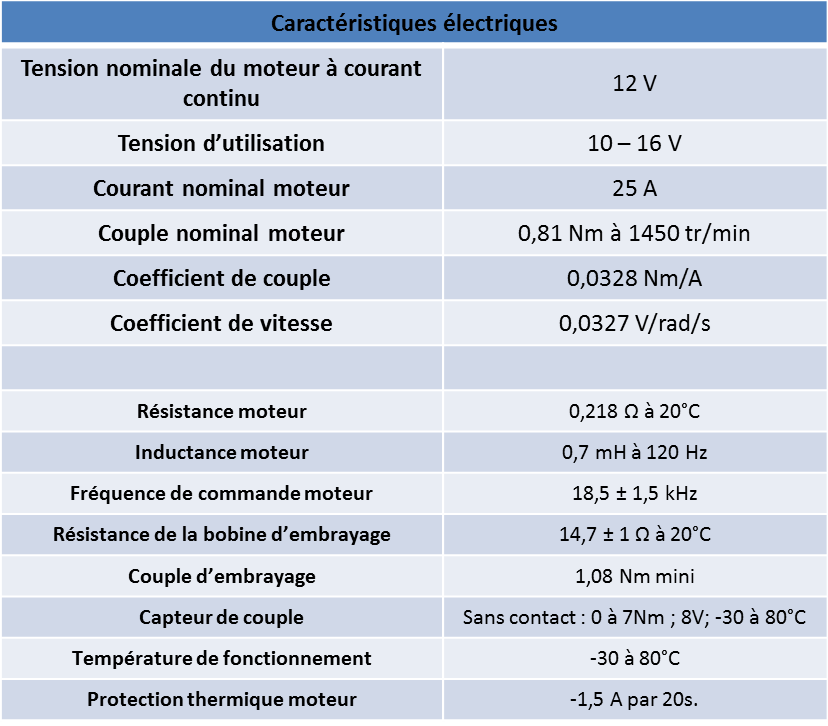 Caractéristiques électriques
Tension nominale du moteur à courant
continu
12 V
Tension d’utilisation
10 – 16 V
Courant nominal moteur
25 A
Couple nominal moteur
0,81 Nm à 1450 tr/min
Coefficient de couple
0,0328 Nm/A
Coefficient de vitesse
0,0327 V/rad/s
Résistance moteur
0,218 Ω à 20°C
Inductance moteur
0,7 mH à 120 Hz
Fréquence de commande moteur
18,5 ± 1,5 kHz
Résistance de la bobine d’embrayage
14,7 ± 1 Ω à 20°C
Couple d’embrayage
1,08 Nm mini
Capteur de couple
Sans contact : 0 à 7Nm ; 8V; -30 à 80°C
Température de fonctionnement
-30 à 80°C
Protection thermique moteur
-1,5 A par 20s.